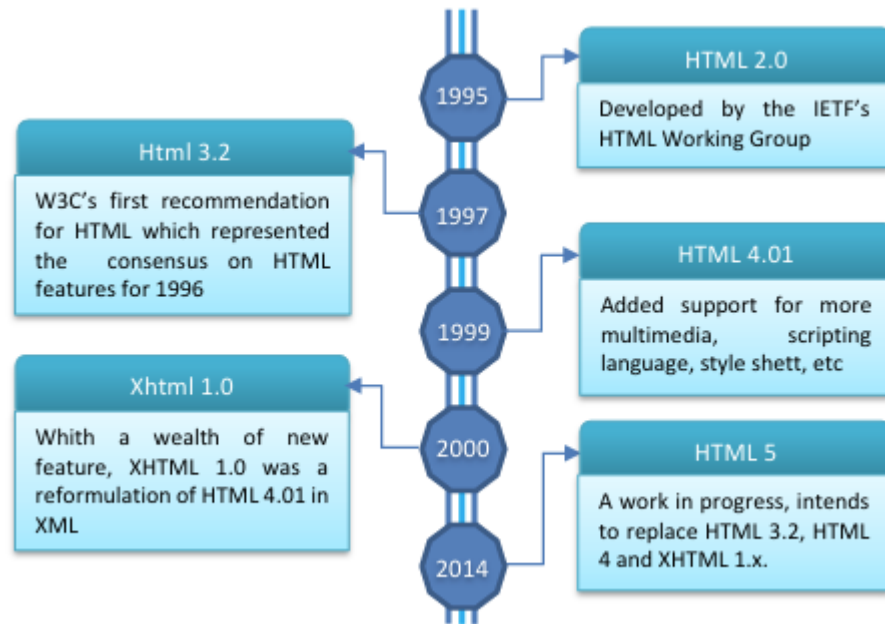 1995
HTML 2.0
Developed by the IETF's
HTML Working Group
Html 3.2
W3C's first recommendation
for HTML which represented
the consensus on HTML
features for 1996
1997
HTML 4.01
Added support for more
multimedia, scripting
language, style shett, etc
1999
Xhtml 1.0
Whith a wealth of new
feature, XHTML 1.0 was a
reformulation of HTML 4.01 in
XML
2000
HTML 5
A work in progress, intends
to replace HTML 3.2, HTML
4 and XHTML 1.x.
2014